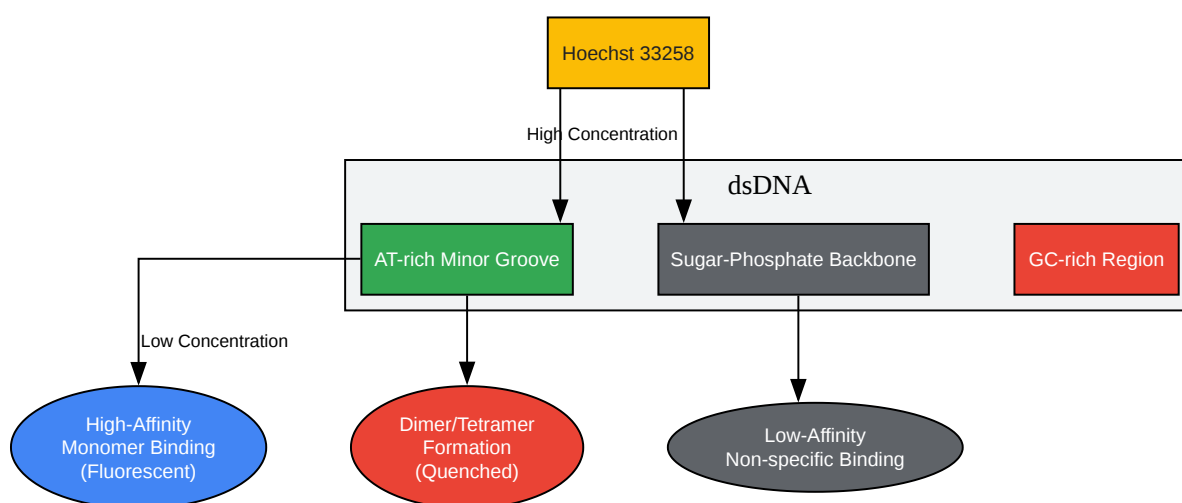 Hoechst 33258
High Concentration
dsDNA
AT-rich Minor Groove
Sugar-Phosphate Backbone
GC-rich Region
Low Concentration
High-Affinity
Monomer Binding
(Fluorescent)
Dimer/Tetramer
Formation
(Quenched)
Low-Affinity
Non-specific Binding